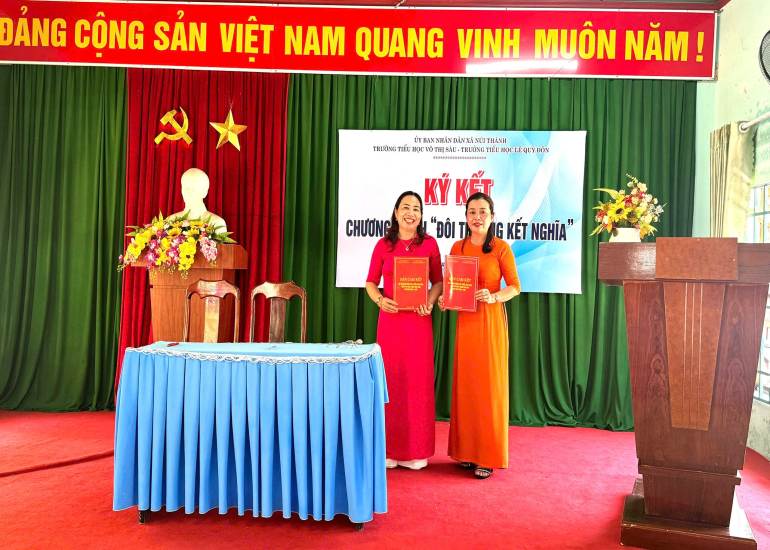 ĐẢNG CỘNG SẢN VIỆT NAM QUANG VINH MUÔN NĂM !
ỦY BAN NHÂN DÂN XÃ NÚI THÀNH
TRƯỜNG TIỂU HỌC VÕ THỊ SÁU - TRƯỜNG TIỂU HỌC LÊ QUÝ ĐÔN
KÝ KẾT
CHƯƠNG "ĐÔI T NG KẾT NGHĨA"
BẢN CAM KẾT
BẢN CAM KẾT